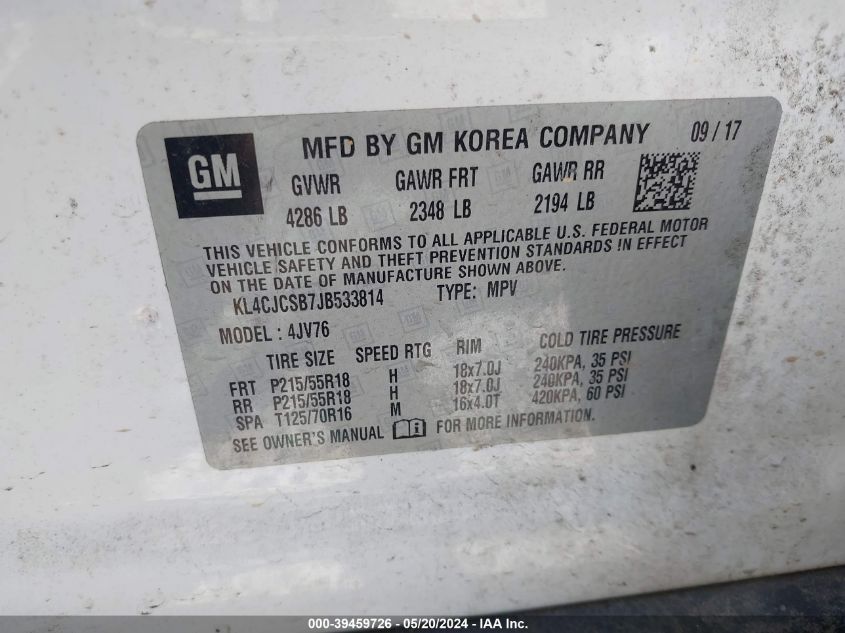 GM
MFD BY GM KOREA COMPANY 09/17
GVWR GAWR FRT GAWR RR
4286 LB 2348 LB 2194 LB
THIS VEHICLE CONFORMS TO ALL APPLICABLE U.S. FEDERAL MOTOR
VEHICLE SAFETY AND THEFT PREVENTION STANDARDS IN EFFECT
ON THE DATE OF MANUFACTURE SHOWN ABOVE.
KL4CJCSB7JB533814 TYPE: MPV
MODEL: 4JV76
TIRE SIZE SPEED RTG RIM COLD TIRE PRESSURE
FRT P215/55R18 H 18x7.0J 240KPA, 35 PSI
RR P215/55R18 H 18x7.0J 240KPA, 35 PSI
SPA T125/70R16 M 16x4.0T 420KPA, 60 PSI
SEE OWNER'S MANUAL FOR MORE INFORMATION.
000-39459726 - 05/20/2024 - IAA Inc.